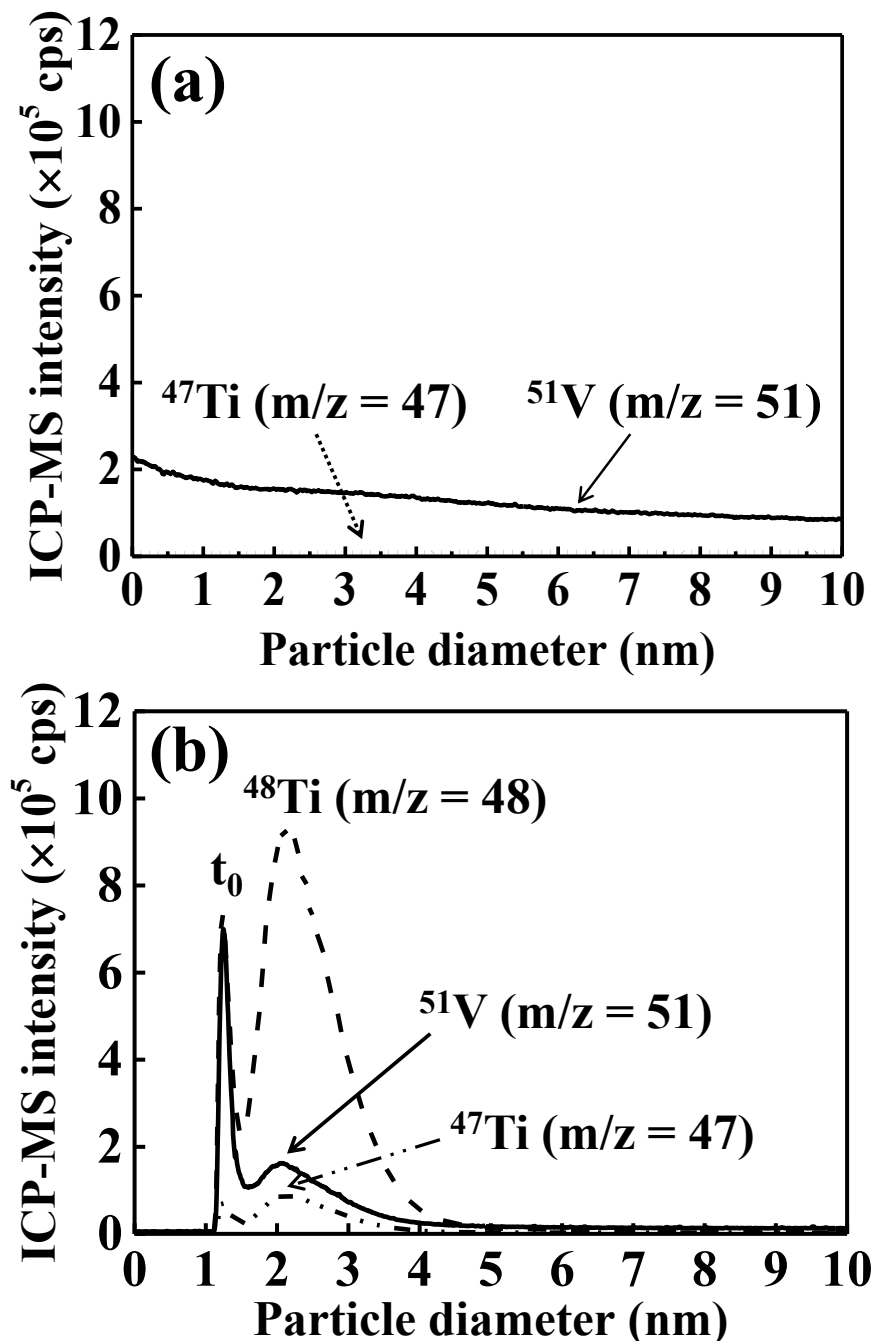 12
(a)
10
8
6
4
2
0
ICP-MS intensity (×10⁵ cps)
⁴⁷Ti (m/z = 47) ⁵¹V (m/z = 51)
0 1 2 3 4 5 6 7 8 9 10
Particle diameter (nm)
12
(b)
10
8
6
4
2
0
ICP-MS intensity (×10⁵ cps)
⁴⁸Ti (m/z = 48)
t₀
⁵¹V (m/z = 51)
⁴⁷Ti (m/z = 47)
0 1 2 3 4 5 6 7 8 9 10
Particle diameter (nm)